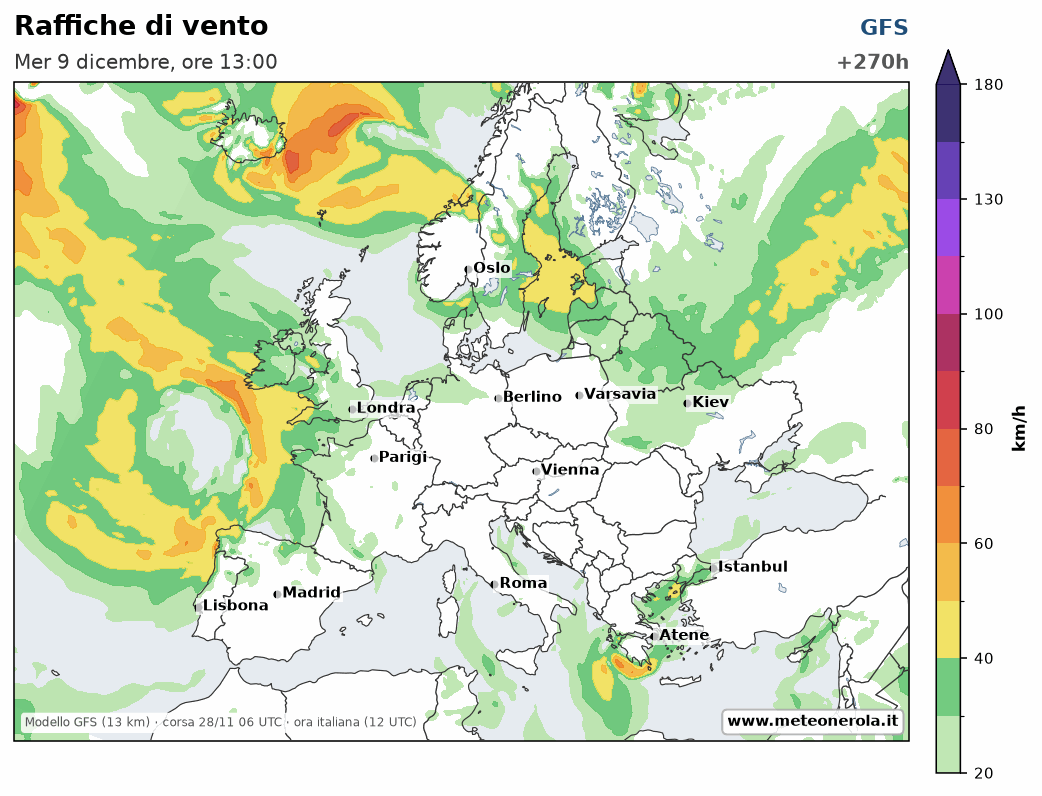 Raffiche di vento
GFS
Mer 9 dicembre, ore 13:00
+270h
180
130
100
80
60
40
20
km/h
Oslo
Londra
Berlino
Varsavia
Kiev
Parigi
Vienna
Istanbul
Roma
Madrid
Lisbona
Atene
Modello GFS (13 km) · corsa 28/11 06 UTC · ora italiana (12 UTC)
www.meteonerola.it